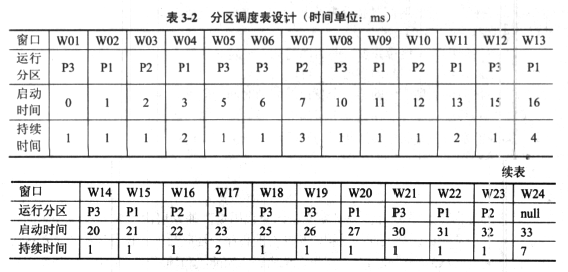 表 3-2 分区调度表设计（时间单位：ms）
窗口 W01 W02 W03 W04 W05 W06 W07 W08 W09 W10 W11 W12 W13
运行分区 P3 P1 P2 P1 P3 P3 P2 P3 P1 P2 P1 P3 P1
启动时间 0 1 2 3 5 6 7 10 11 12 13 15 16
持续时间 1 1 1 2 1 1 3 1 1 1 2 1 4
续表
窗口 W14 W15 W16 W17 W18 W19 W20 W21 W22 W23 W24
运行分区 P3 P1 P2 P1 P3 P3 P1 P3 P1 P2 null
启动时间 20 21 22 23 25 26 27 30 31 32 33
持续时间 1 1 1 2 1 1 1 1 1 1 7